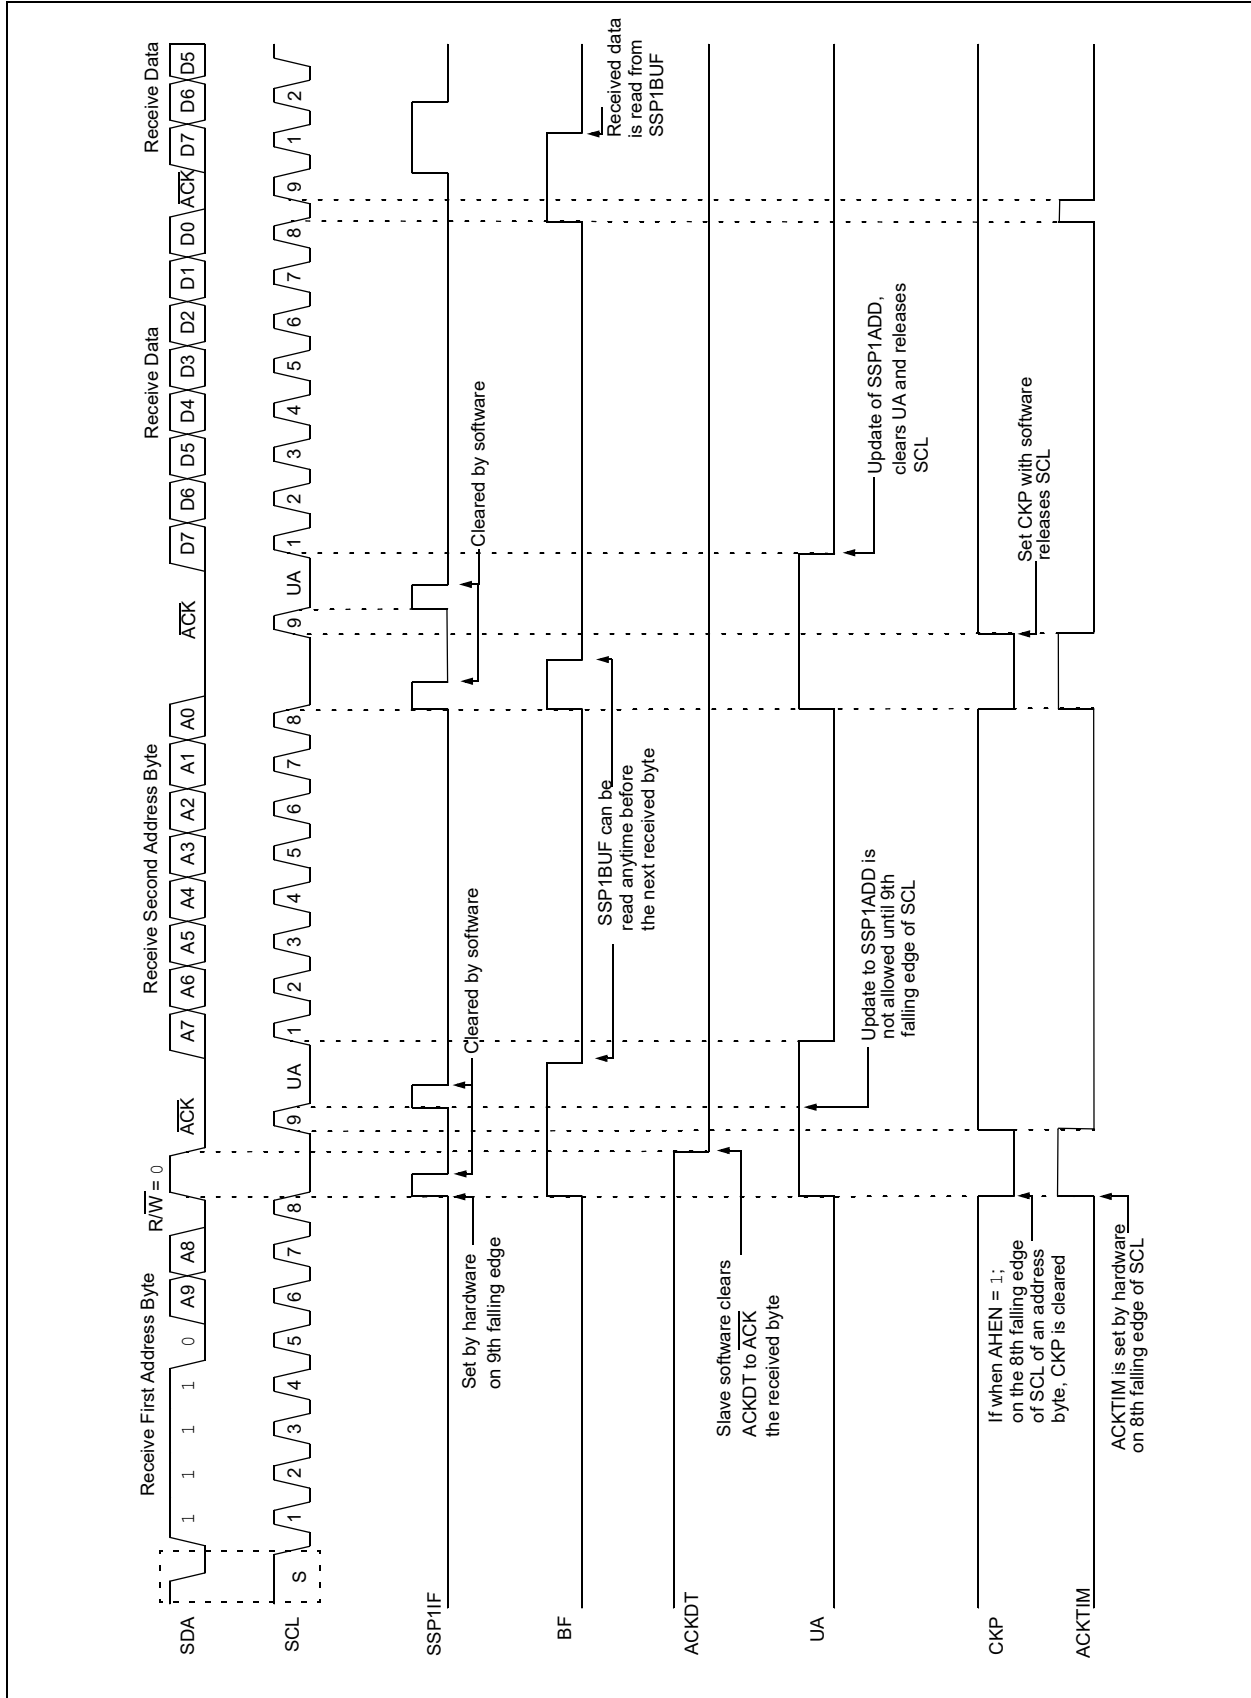 Receive First Address Byte
R/W = 0
Receive Second Address Byte
Receive Data
Receive Data
SDA
1
1
1
1
0
A9
A8
ACK
A7
A6
A5
A4
A3
A2
A1
A0
ACK
D7
D6
D5
D4
D3
D2
D1
D0
ACK
D7
D6
D5
SCL
S
1
2
3
4
5
6
7
8
9
UA
1
2
3
4
5
6
7
8
9
UA
1
2
3
4
5
6
7
8
9
1
2
SSP1IF
Set by hardware
on 9th falling edge
Cleared by software
Cleared by software
BF
SSP1BUF can be
read anytime before
the next received byte
Received data
is read from
SSP1BUF
ACKDT
Slave software clears
ACKDT to ACK
the received byte
UA
Update to SSP1ADD is
not allowed until 9th
falling edge of SCL
Update of SSP1ADD,
clears UA and releases
SCL
CKP
If when AHEN = 1;
on the 8th falling edge
of SCL of an address
byte, CKP is cleared
Set CKP with software
releases SCL
ACKTIM
ACKTIM is set by hardware
on 8th falling edge of SCL